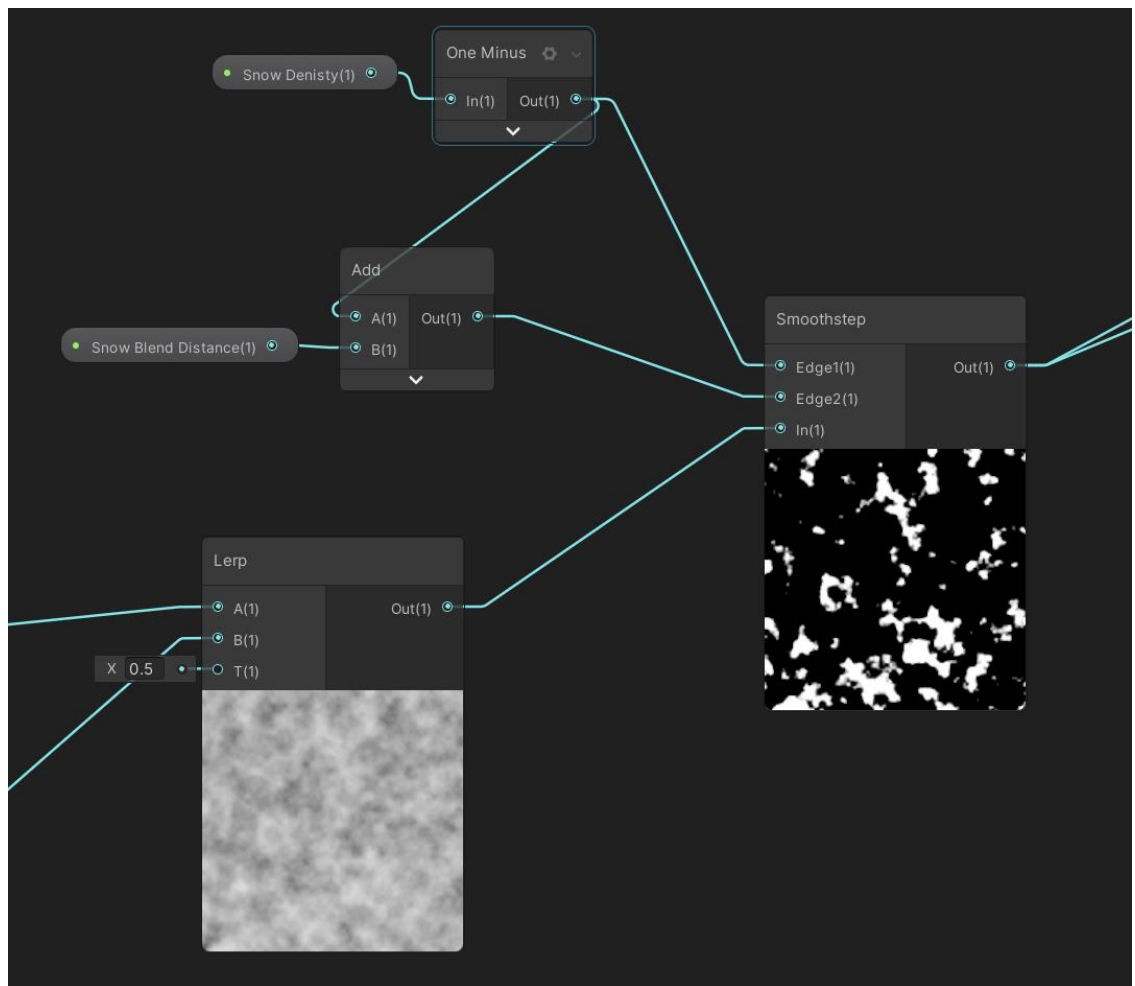 One Minus
Snow Denisty(1)
In(1) Out(1)
Add
A(1) Out(1)
B(1)
Snow Blend Distance(1)
Smoothstep
Edge1(1) Out(1)
Edge2(1)
In(1)
Lerp
A(1) Out(1)
B(1)
X 0.5 T(1)